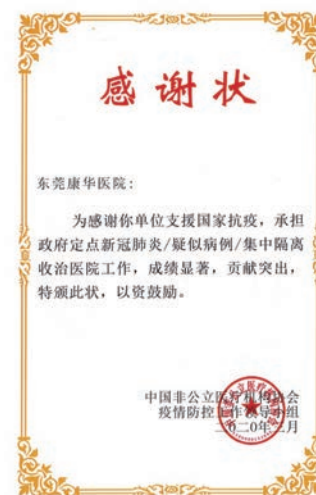 感谢状
东莞康华医院：
为感谢你单位支援国家抗疫，承担
政府定点新冠肺炎/疑似病例/集中隔离
收治医院工作，成绩显著，贡献突出，
特颁此状，以资鼓励。
中国非公立医疗机构协会
疫情防控工作领导小组
二〇二〇年三月